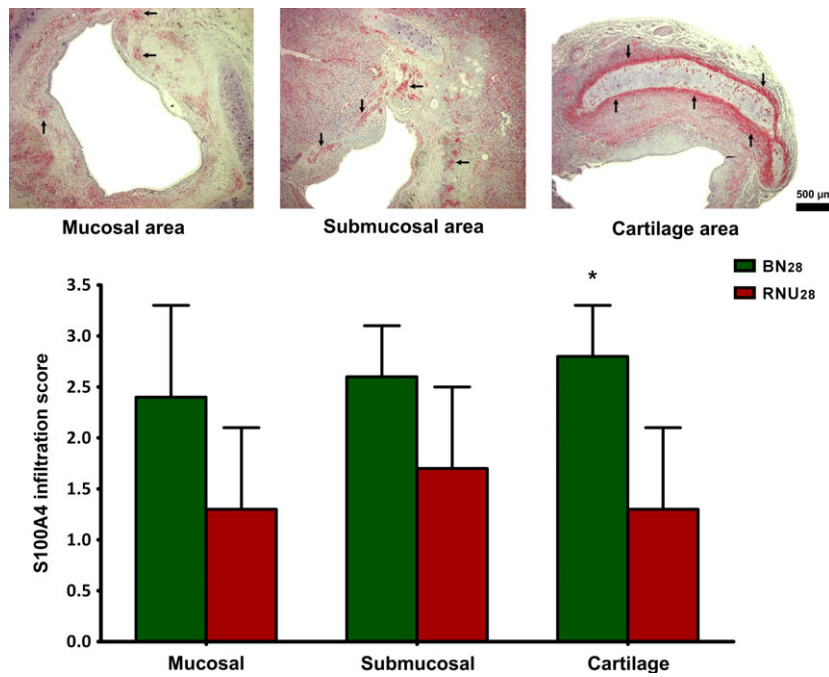 Mucosal area
Submucosal area
Cartilage area
500 µm
BN28
RNU28
*
S100A4 infiltration score
3.5
3.0
2.5
2.0
1.5
1.0
0.5
0.0
Mucosal
Submucosal
Cartilage